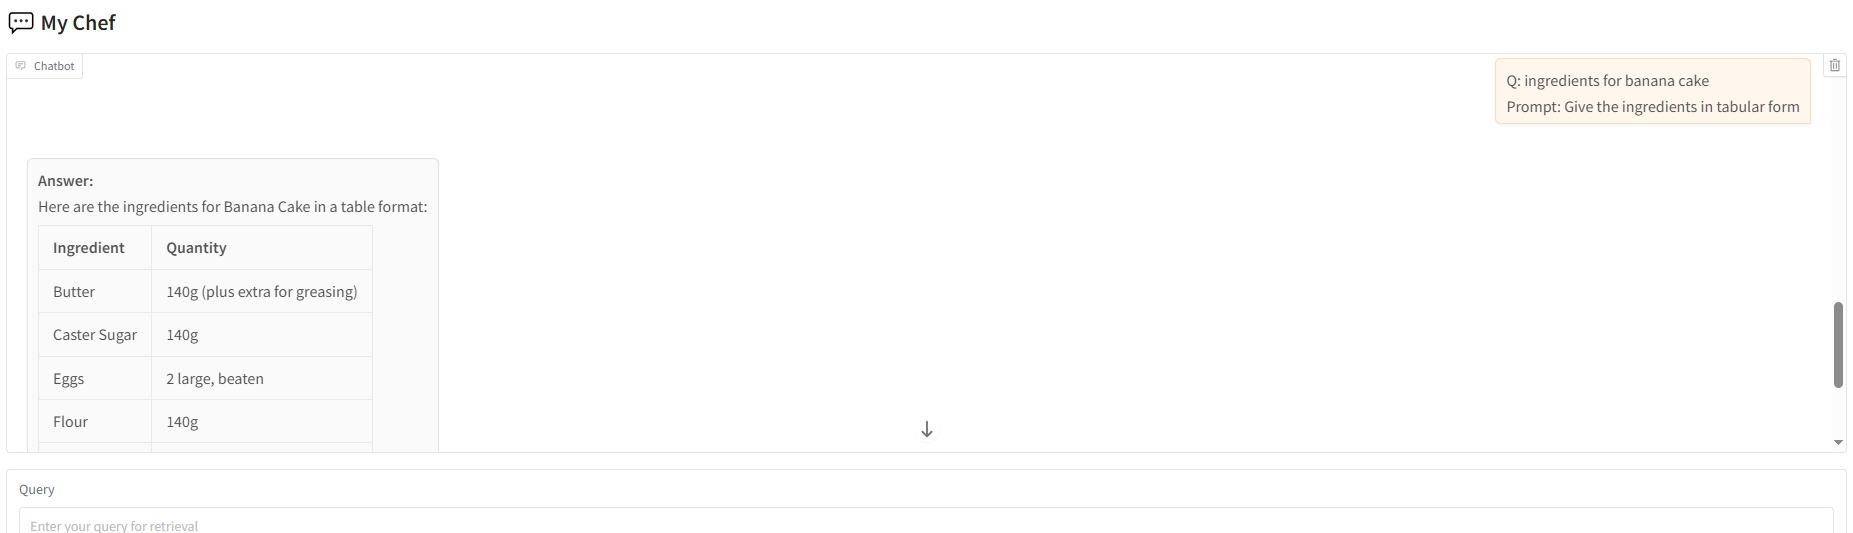 My Chef
Chatbot
Q: ingredients for banana cake
Prompt: Give the ingredients in tabular form
Answer:
Here are the ingredients for Banana Cake in a table format:
Ingredient Quantity
Butter 140g (plus extra for greasing)
Caster Sugar 140g
Eggs 2 large, beaten
Flour 140g
Query
Enter your query for retrieval